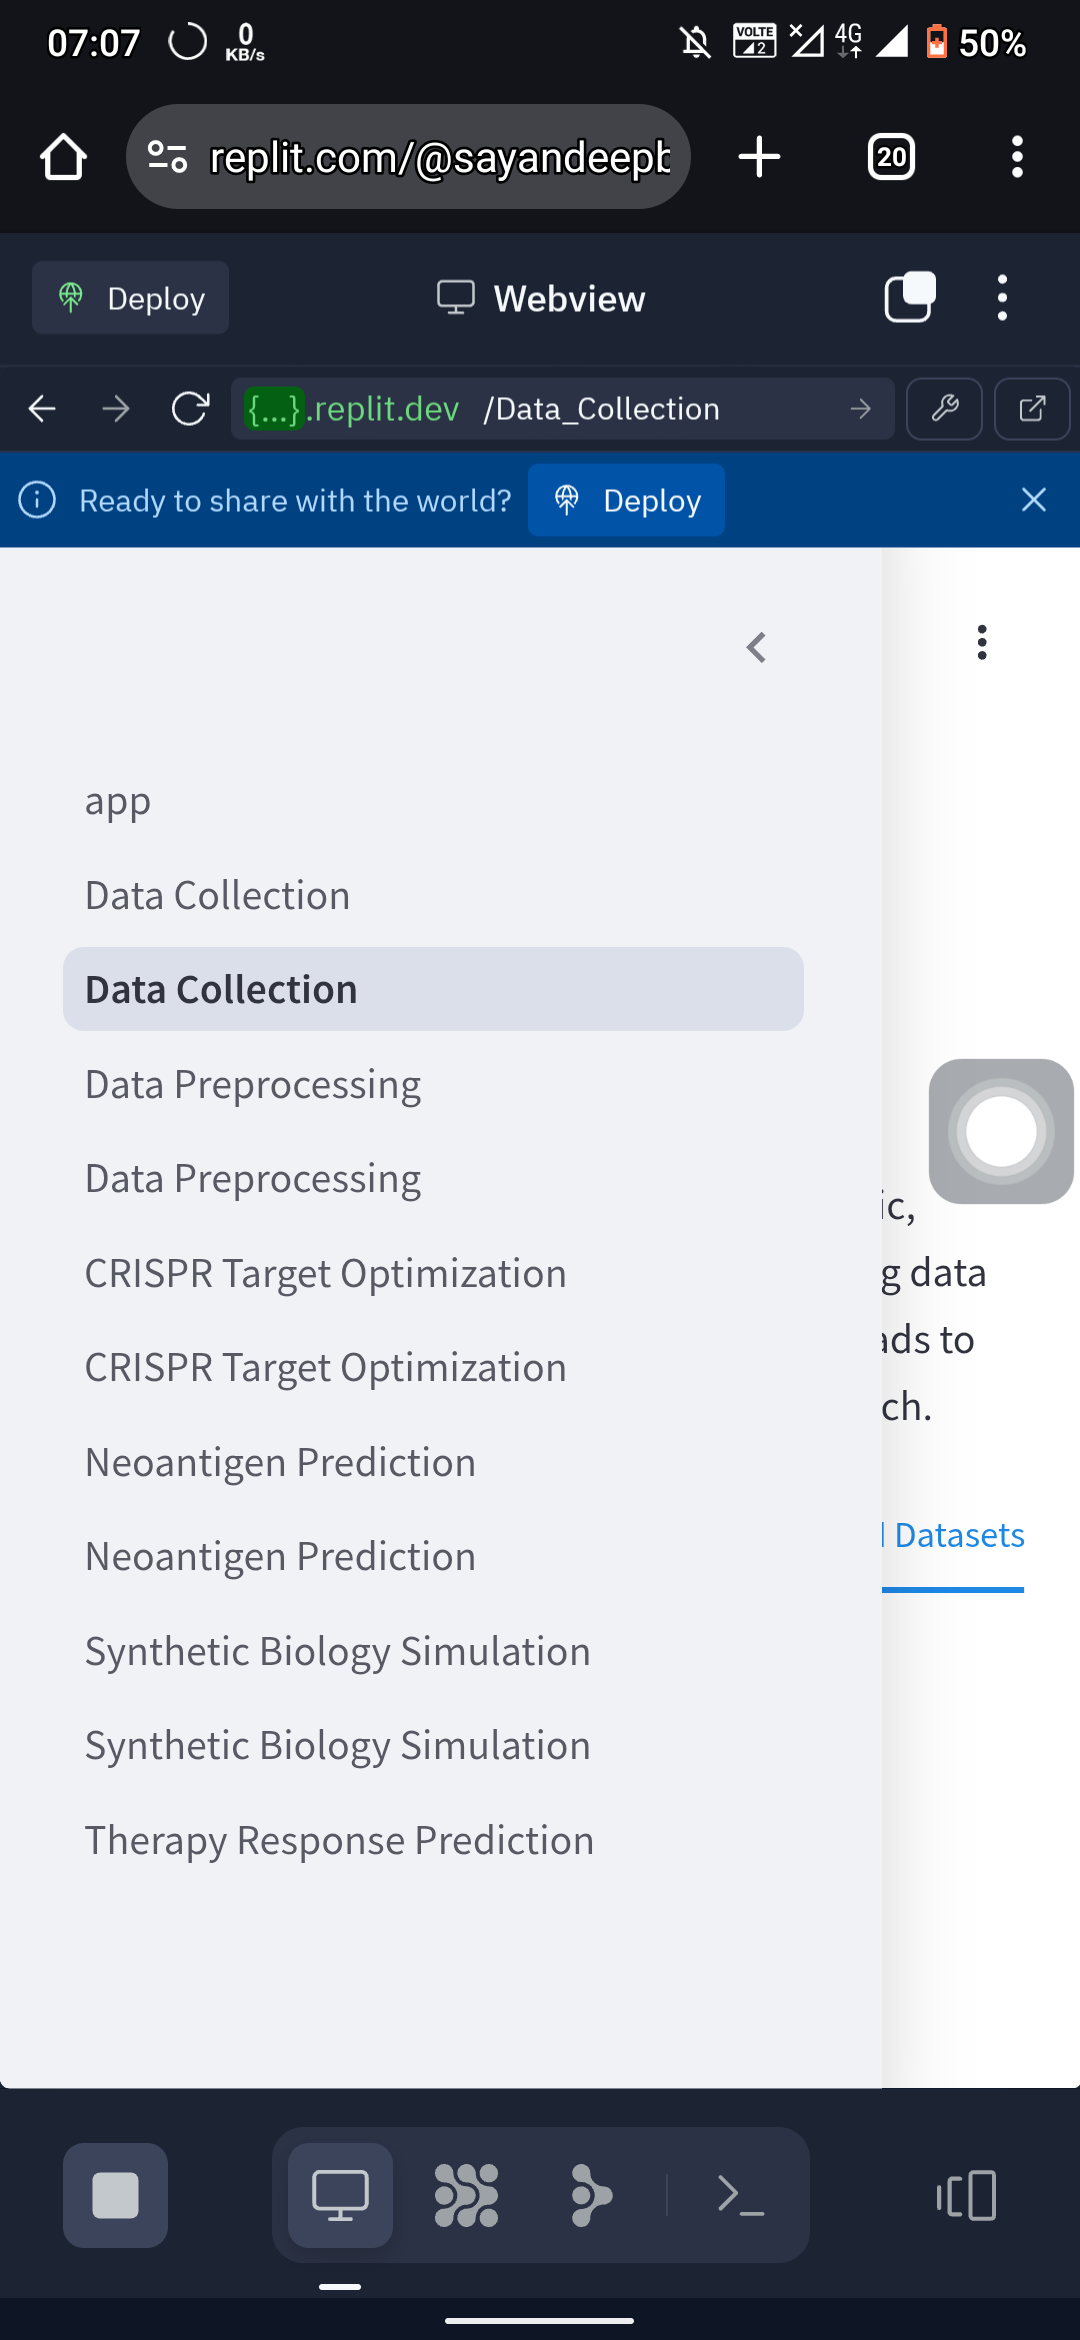 07:07 0 KB/s VOLTE 2 4G 50%
replit.com/@sayandeepb 20
Deploy Webview
{...}.replit.dev /Data_Collection
Ready to share with the world? Deploy
app
Data Collection
Data Collection
Data Preprocessing
Data Preprocessing
ic,
CRISPR Target Optimization
g data
CRISPR Target Optimization
ads to
ch.
Neoantigen Prediction
Neoantigen Prediction
Datasets
Synthetic Biology Simulation
Synthetic Biology Simulation
Therapy Response Prediction